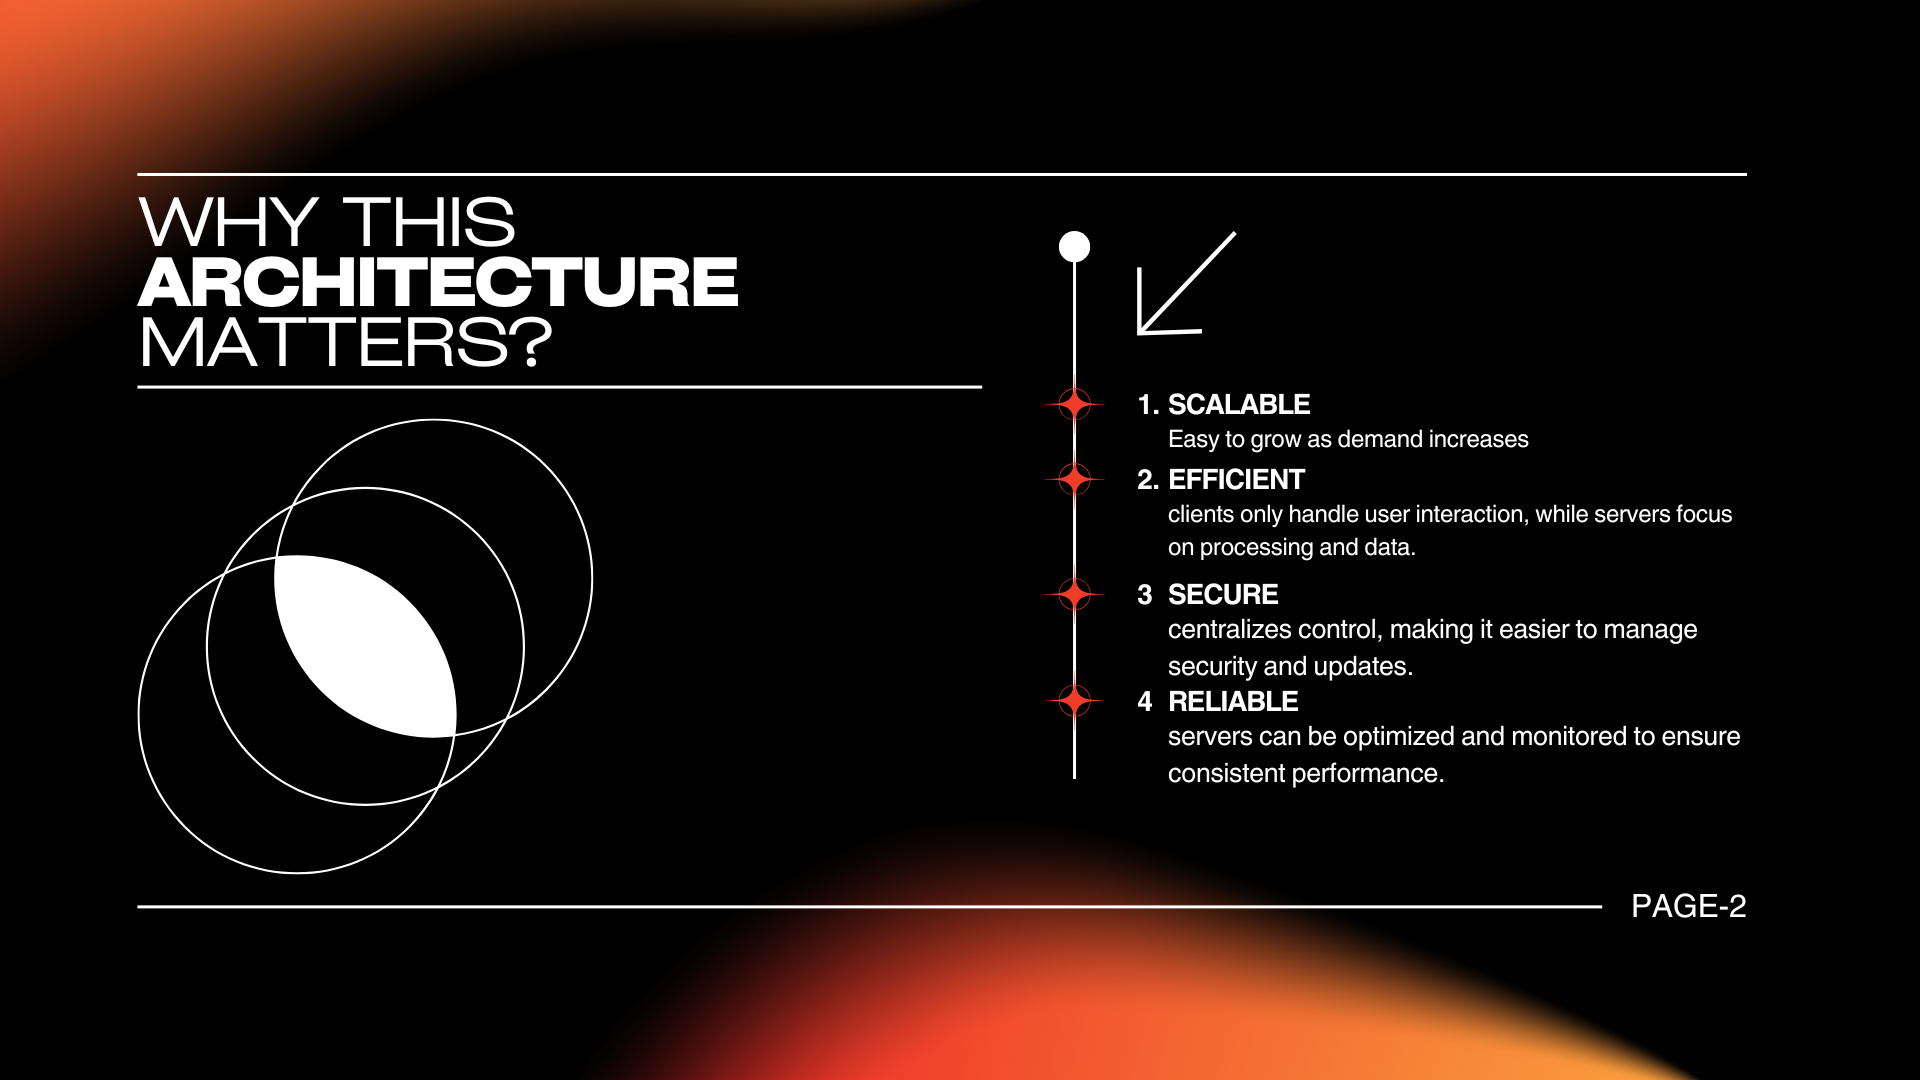 WHY THIS
ARCHITECTURE
MATTERS?
1. SCALABLE
Easy to grow as demand increases
2. EFFICIENT
clients only handle user interaction, while servers focus
on processing and data.
3 SECURE
centralizes control, making it easier to manage
security and updates.
4 RELIABLE
servers can be optimized and monitored to ensure
consistent performance.
PAGE-2